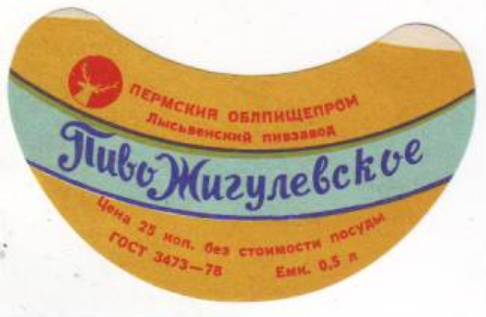 ПЕРМСКИЙ ОБЛПИЩЕПРОМ
Лысьвенский пивзавод
Пиво Жигулевское
Цена 25 коп. без стоимости посуды
ГОСТ 3473—78 Емк. 0,5 л